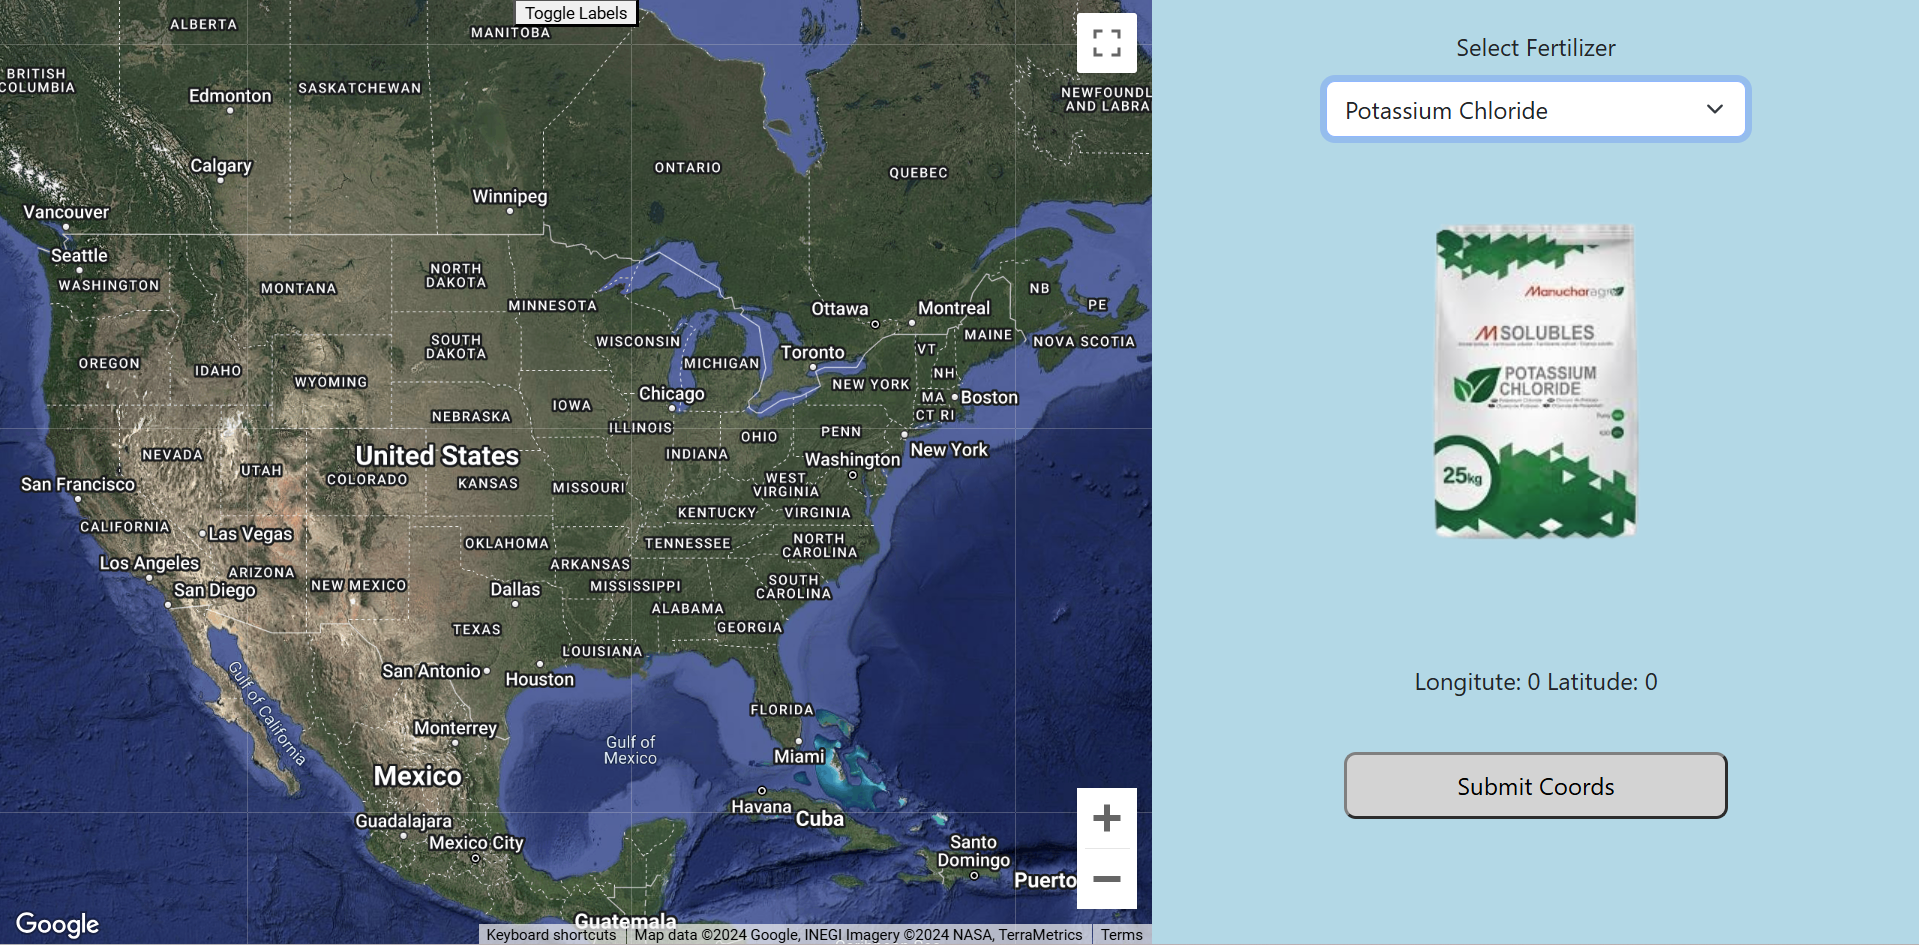 Toggle Labels
ALBERTA
MANITOBA
BRITISH
COLUMBIA
Edmonton
SASKATCHEWAN
NEWFOUNDL
AND LABRA
Calgary
ONTARIO
QUEBEC
Winnipeg
Vancouver
Seattle
WASHINGTON
MONTANA
NORTH
DAKOTA
MINNESOTA
Ottawa
Montreal
NB
PE
OREGON
IDAHO
WYOMING
SOUTH
DAKOTA
WISCONSIN
MICHIGAN
Toronto
VT
MAINE
NOVA SCOTIA
NEW YORK
NH
MA
Boston
CT RI
NEBRASKA
IOWA
Chicago
ILLINOIS
OHIO
PENN
New York
NEVADA
UTAH
United States
COLORADO
KANSAS
MISSOURI
INDIANA
WEST
VIRGINIA
Washington
San Francisco
CALIFORNIA
Las Vegas
KENTUCKY
VIRGINIA
Los Angeles
ARIZONA
NEW MEXICO
OKLAHOMA
ARKANSAS
TENNESSEE
NORTH
CAROLINA
San Diego
Dallas
MISSISSIPPI
ALABAMA
SOUTH
CAROLINA
GEORGIA
TEXAS
LOUISIANA
San Antonio
Houston
Gulf of California
FLORIDA
Monterrey
Gulf of
Mexico
Miami
Mexico
Havana
Cuba
Guadalajara
Mexico City
Santo
Domingo
Puerto
Guatemala
Google
Keyboard shortcuts
Map data ©2024 Google, INEGI Imagery ©2024 NASA, TerraMetrics
Terms
Select Fertilizer
Potassium Chloride
Manucharagro
M SOLUBLES
POTASSIUM
CHLORIDE
25kg
Longitute: 0 Latitude: 0
Submit Coords